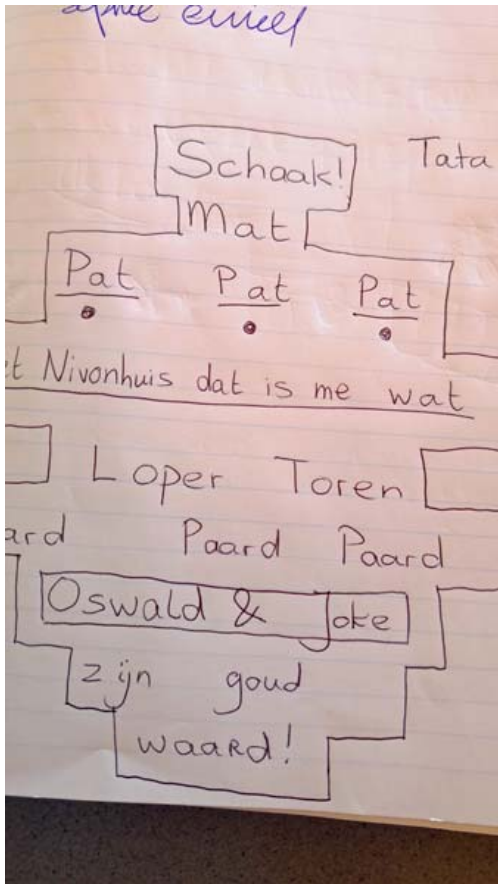 Schaak! Tata
Mat
Pat Pat Pat
et Nivonhuis dat is me wat
Loper Toren
ard Paard Paard
Oswald & Joke
zijn goud
waard!